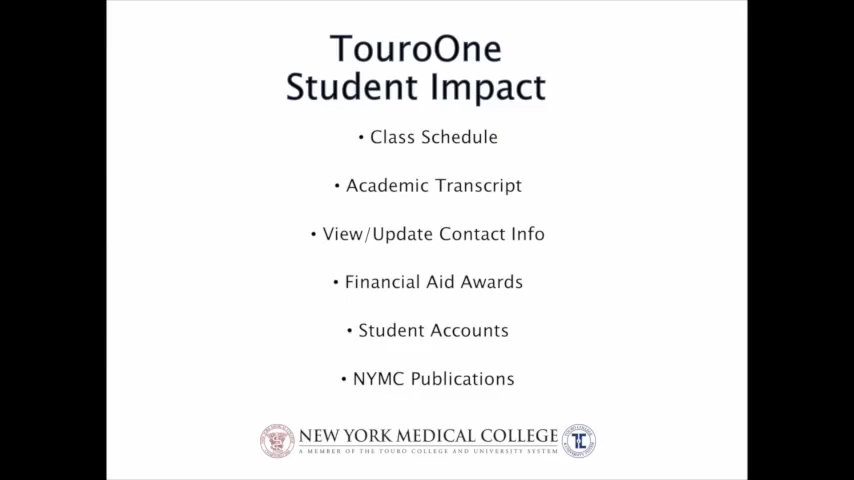 TouroOne
Student Impact
• Class Schedule
• Academic Transcript
• View/Update Contact Info
• Financial Aid Awards
• Student Accounts
• NYMC Publications
NEW YORK MEDICAL COLLEGE
A MEMBER OF THE TOURO COLLEGE AND UNIVERSITY SYSTEM